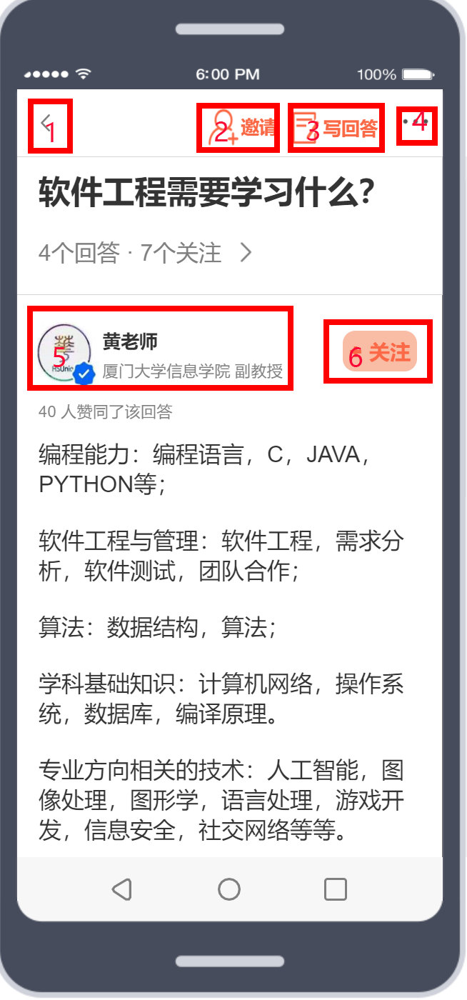 6:00 PM 100%
1 2 邀请 3 写回答 4
软件工程需要学习什么?
4个回答 · 7个关注
5 黄老师 6 关注
厦门大学信息学院 副教授
40 人赞同了该回答
编程能力：编程语言，C，JAVA，
PYTHON等；
软件工程与管理：软件工程，需求分
析，软件测试，团队合作；
算法：数据结构，算法；
学科基础知识：计算机网络，操作系
统，数据库，编译原理。
专业方向相关的技术：人工智能，图
像处理，图形学，语言处理，游戏开
发，信息安全，社交网络等等。